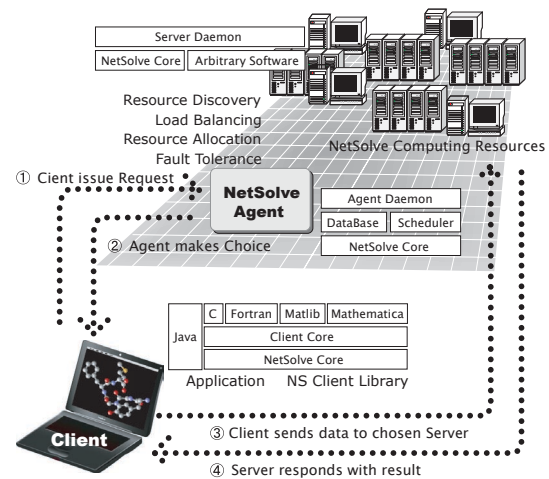 Server Daemon
NetSolve Core
Arbitrary Software
Resource Discovery
Load Balancing
Resource Allocation
Fault Tolerance
NetSolve Computing Resources
① Cient issue Request
NetSolve
Agent
Agent Daemon
DataBase
Scheduler
NetSolve Core
② Agent makes Choice
Java
C
Fortran
Matlib
Mathematica
Client Core
NetSolve Core
Application
NS Client Library
Client
③ Client sends data to chosen Server
④ Server responds with result